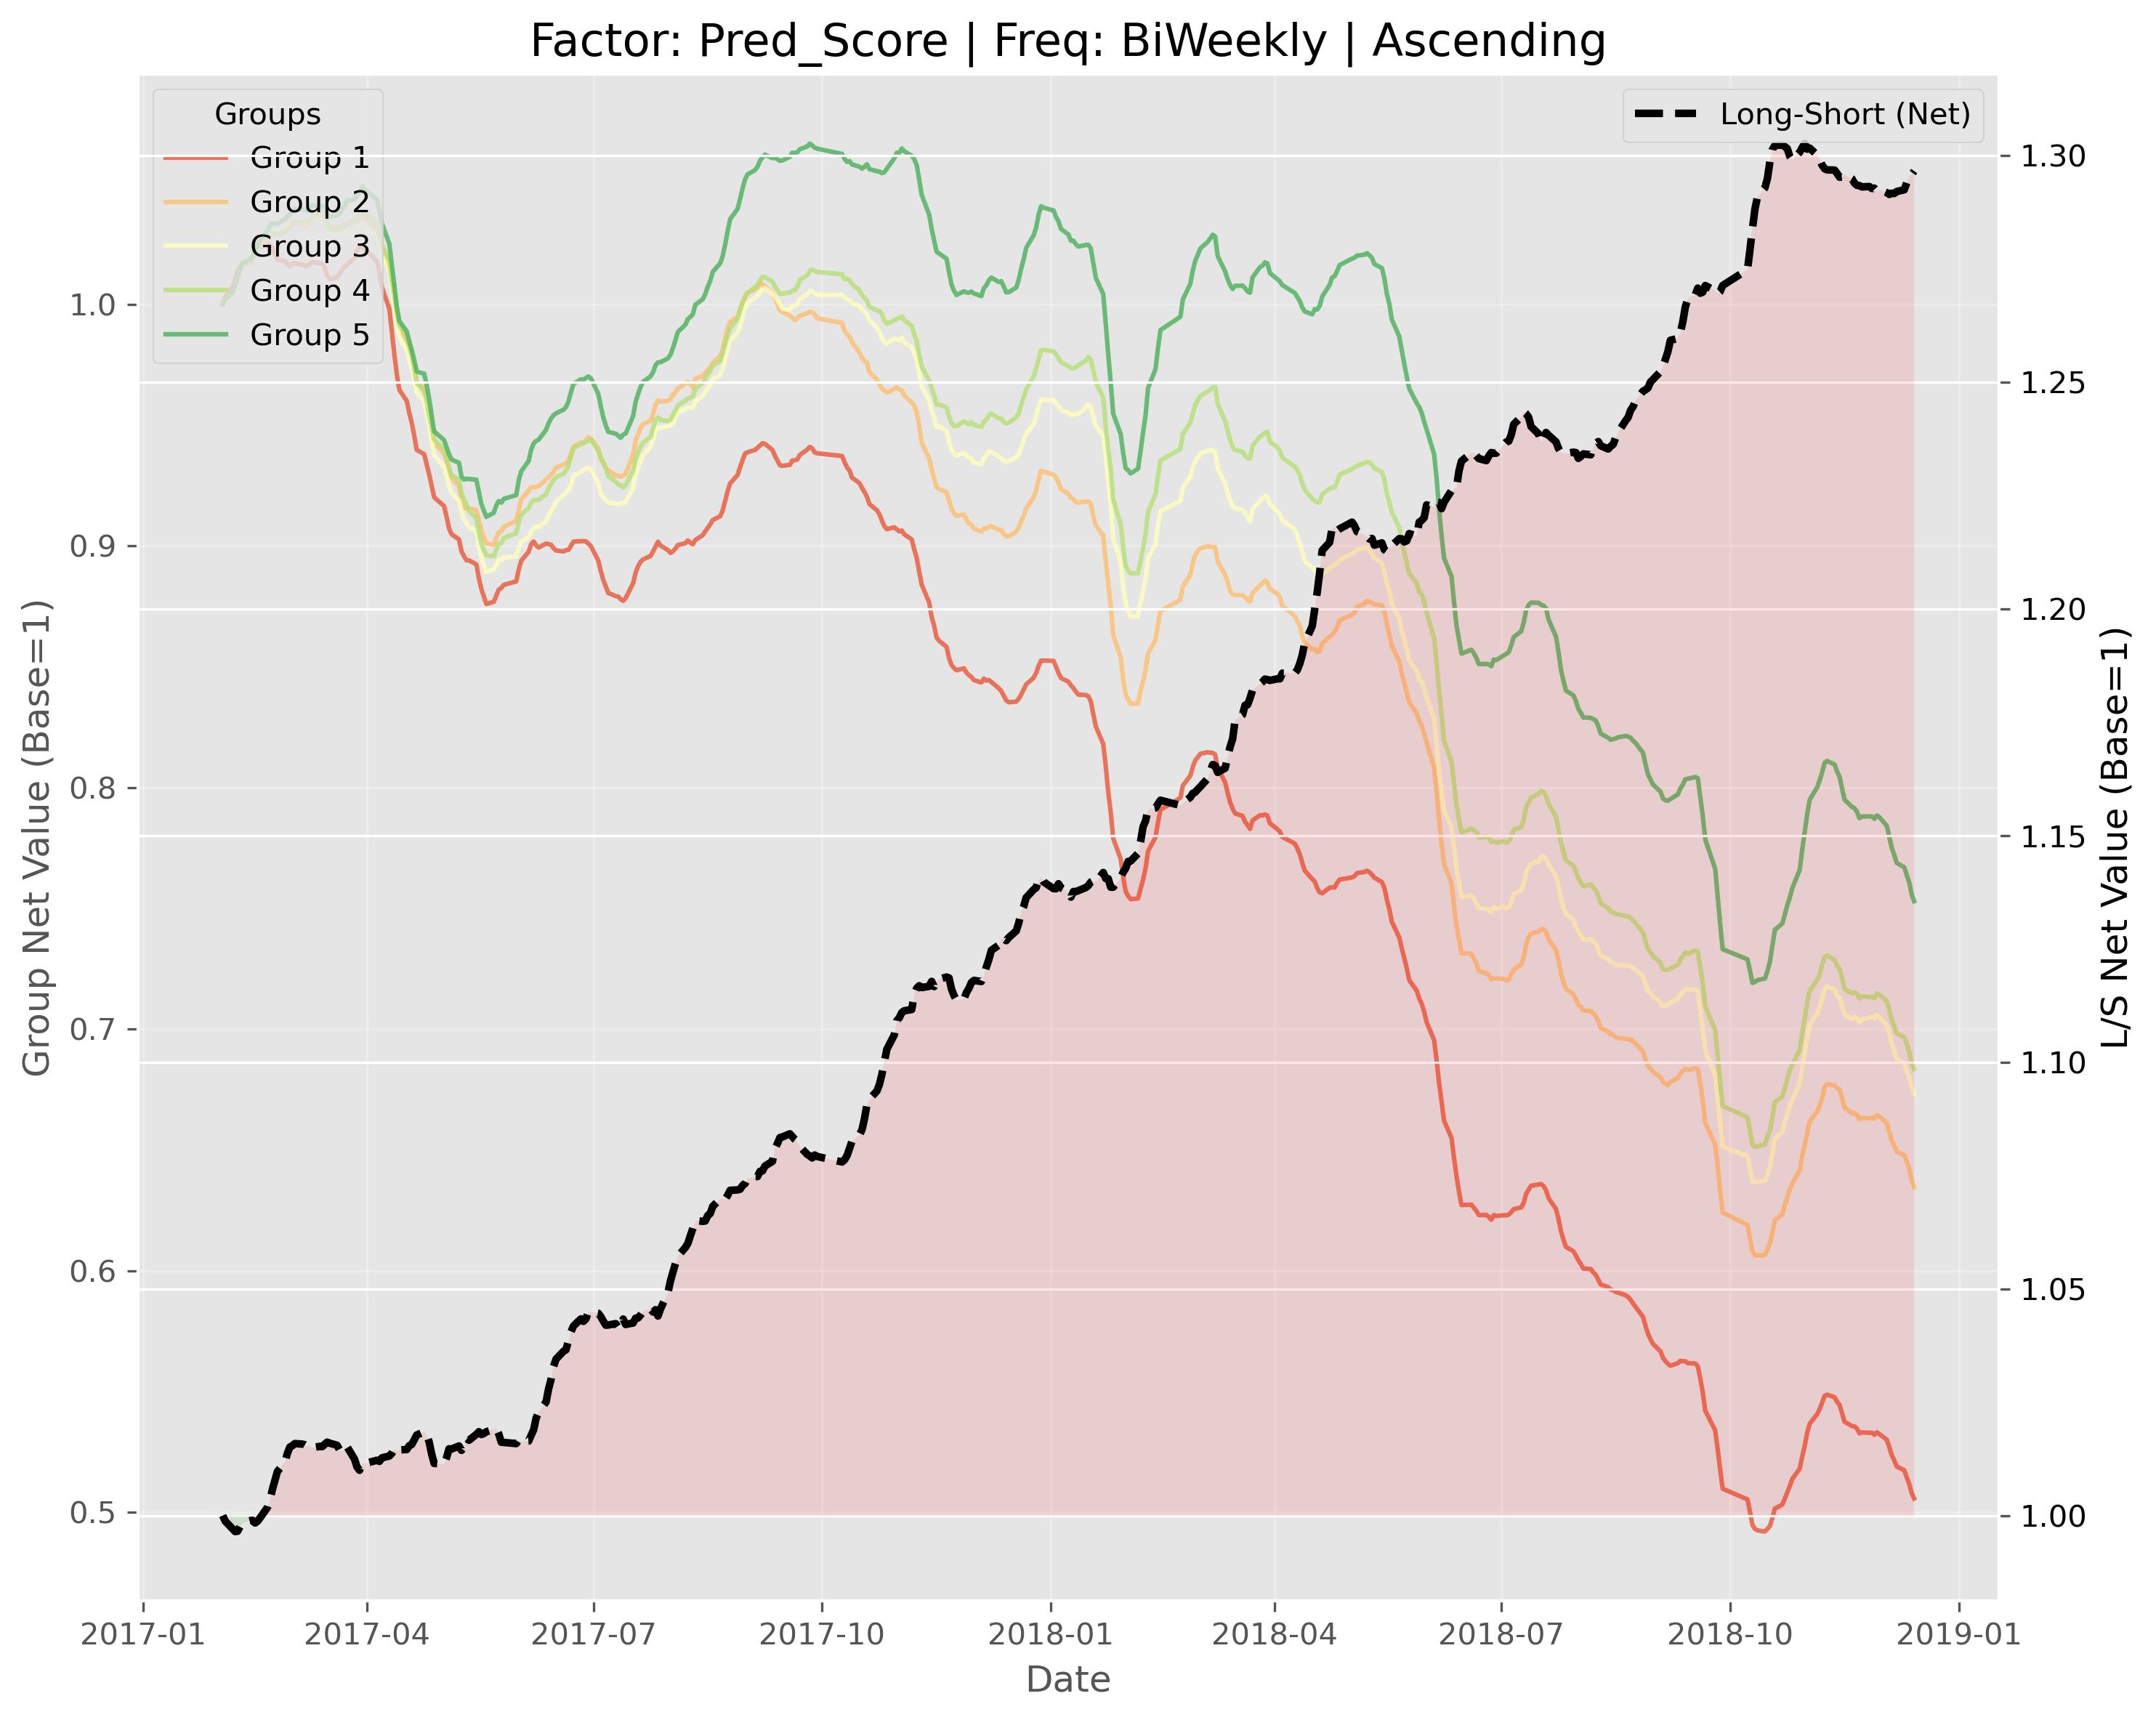 Factor: Pred_Score | Freq: BiWeekly | Ascending
Groups
Group 1
Group 2
Group 3
Group 4
Group 5
Long-Short (Net)
Group Net Value (Base=1)
1.0
0.9
0.8
0.7
0.6
0.5
1.30
1.25
1.20
1.15
1.10
1.05
1.00
L/S Net Value (Base=1)
2017-01
2017-04
2017-07
2017-10
2018-01
2018-04
2018-07
2018-10
2019-01
Date